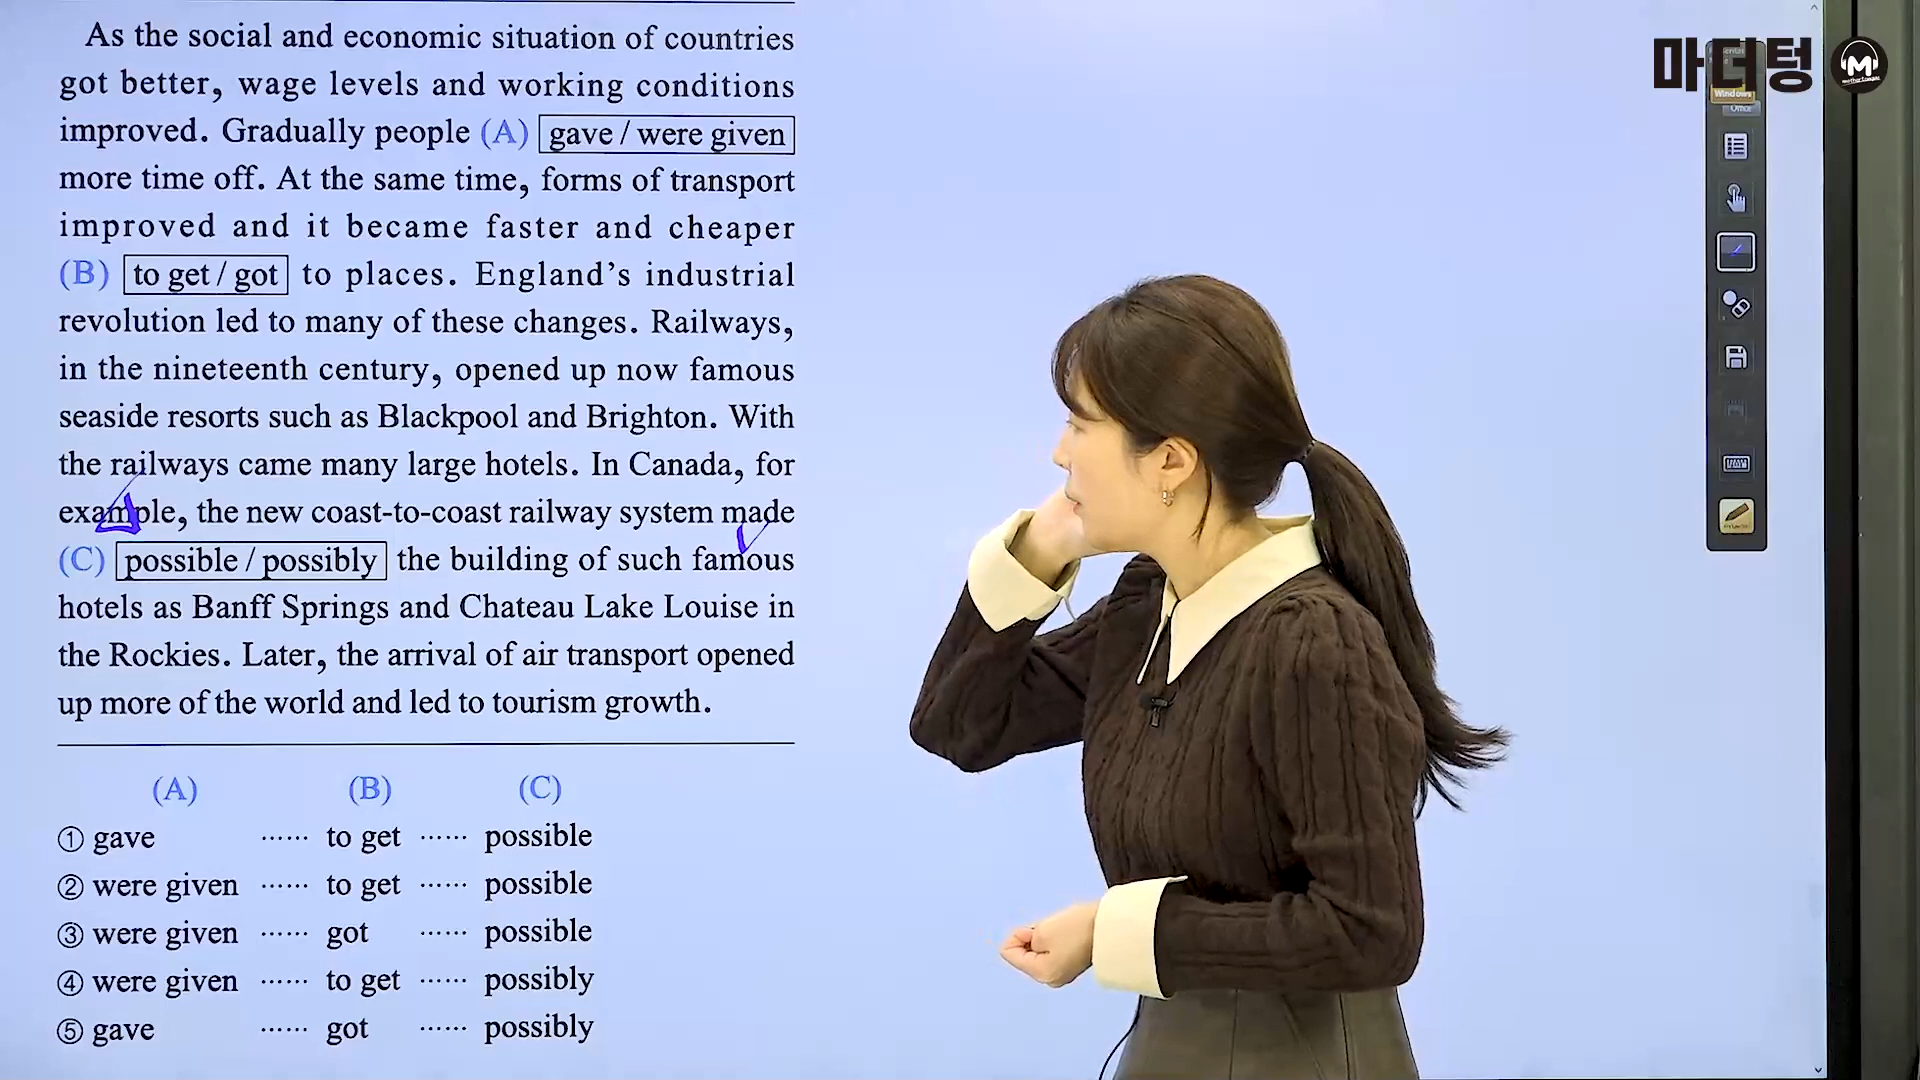 As the social and economic situation of countries
got better, wage levels and working conditions
improved. Gradually people (A) gave / were given
more time off. At the same time, forms of transport
improved and it became faster and cheaper
(B) to get / got to places. England’s industrial
revolution led to many of these changes. Railways,
in the nineteenth century, opened up now famous
seaside resorts such as Blackpool and Brighton. With
the railways came many large hotels. In Canada, for
example, the new coast-to-coast railway system made
(C) possible / possibly the building of such famous
hotels as Banff Springs and Chateau Lake Louise in
the Rockies. Later, the arrival of air transport opened
up more of the world and led to tourism growth.
(A) (B) (C)
① gave ······ to get ······ possible
② were given ······ to get ······ possible
③ were given ······ got ······ possible
④ were given ······ to get ······ possibly
⑤ gave ······ got ······ possibly
마더텅
M
Windows
Office